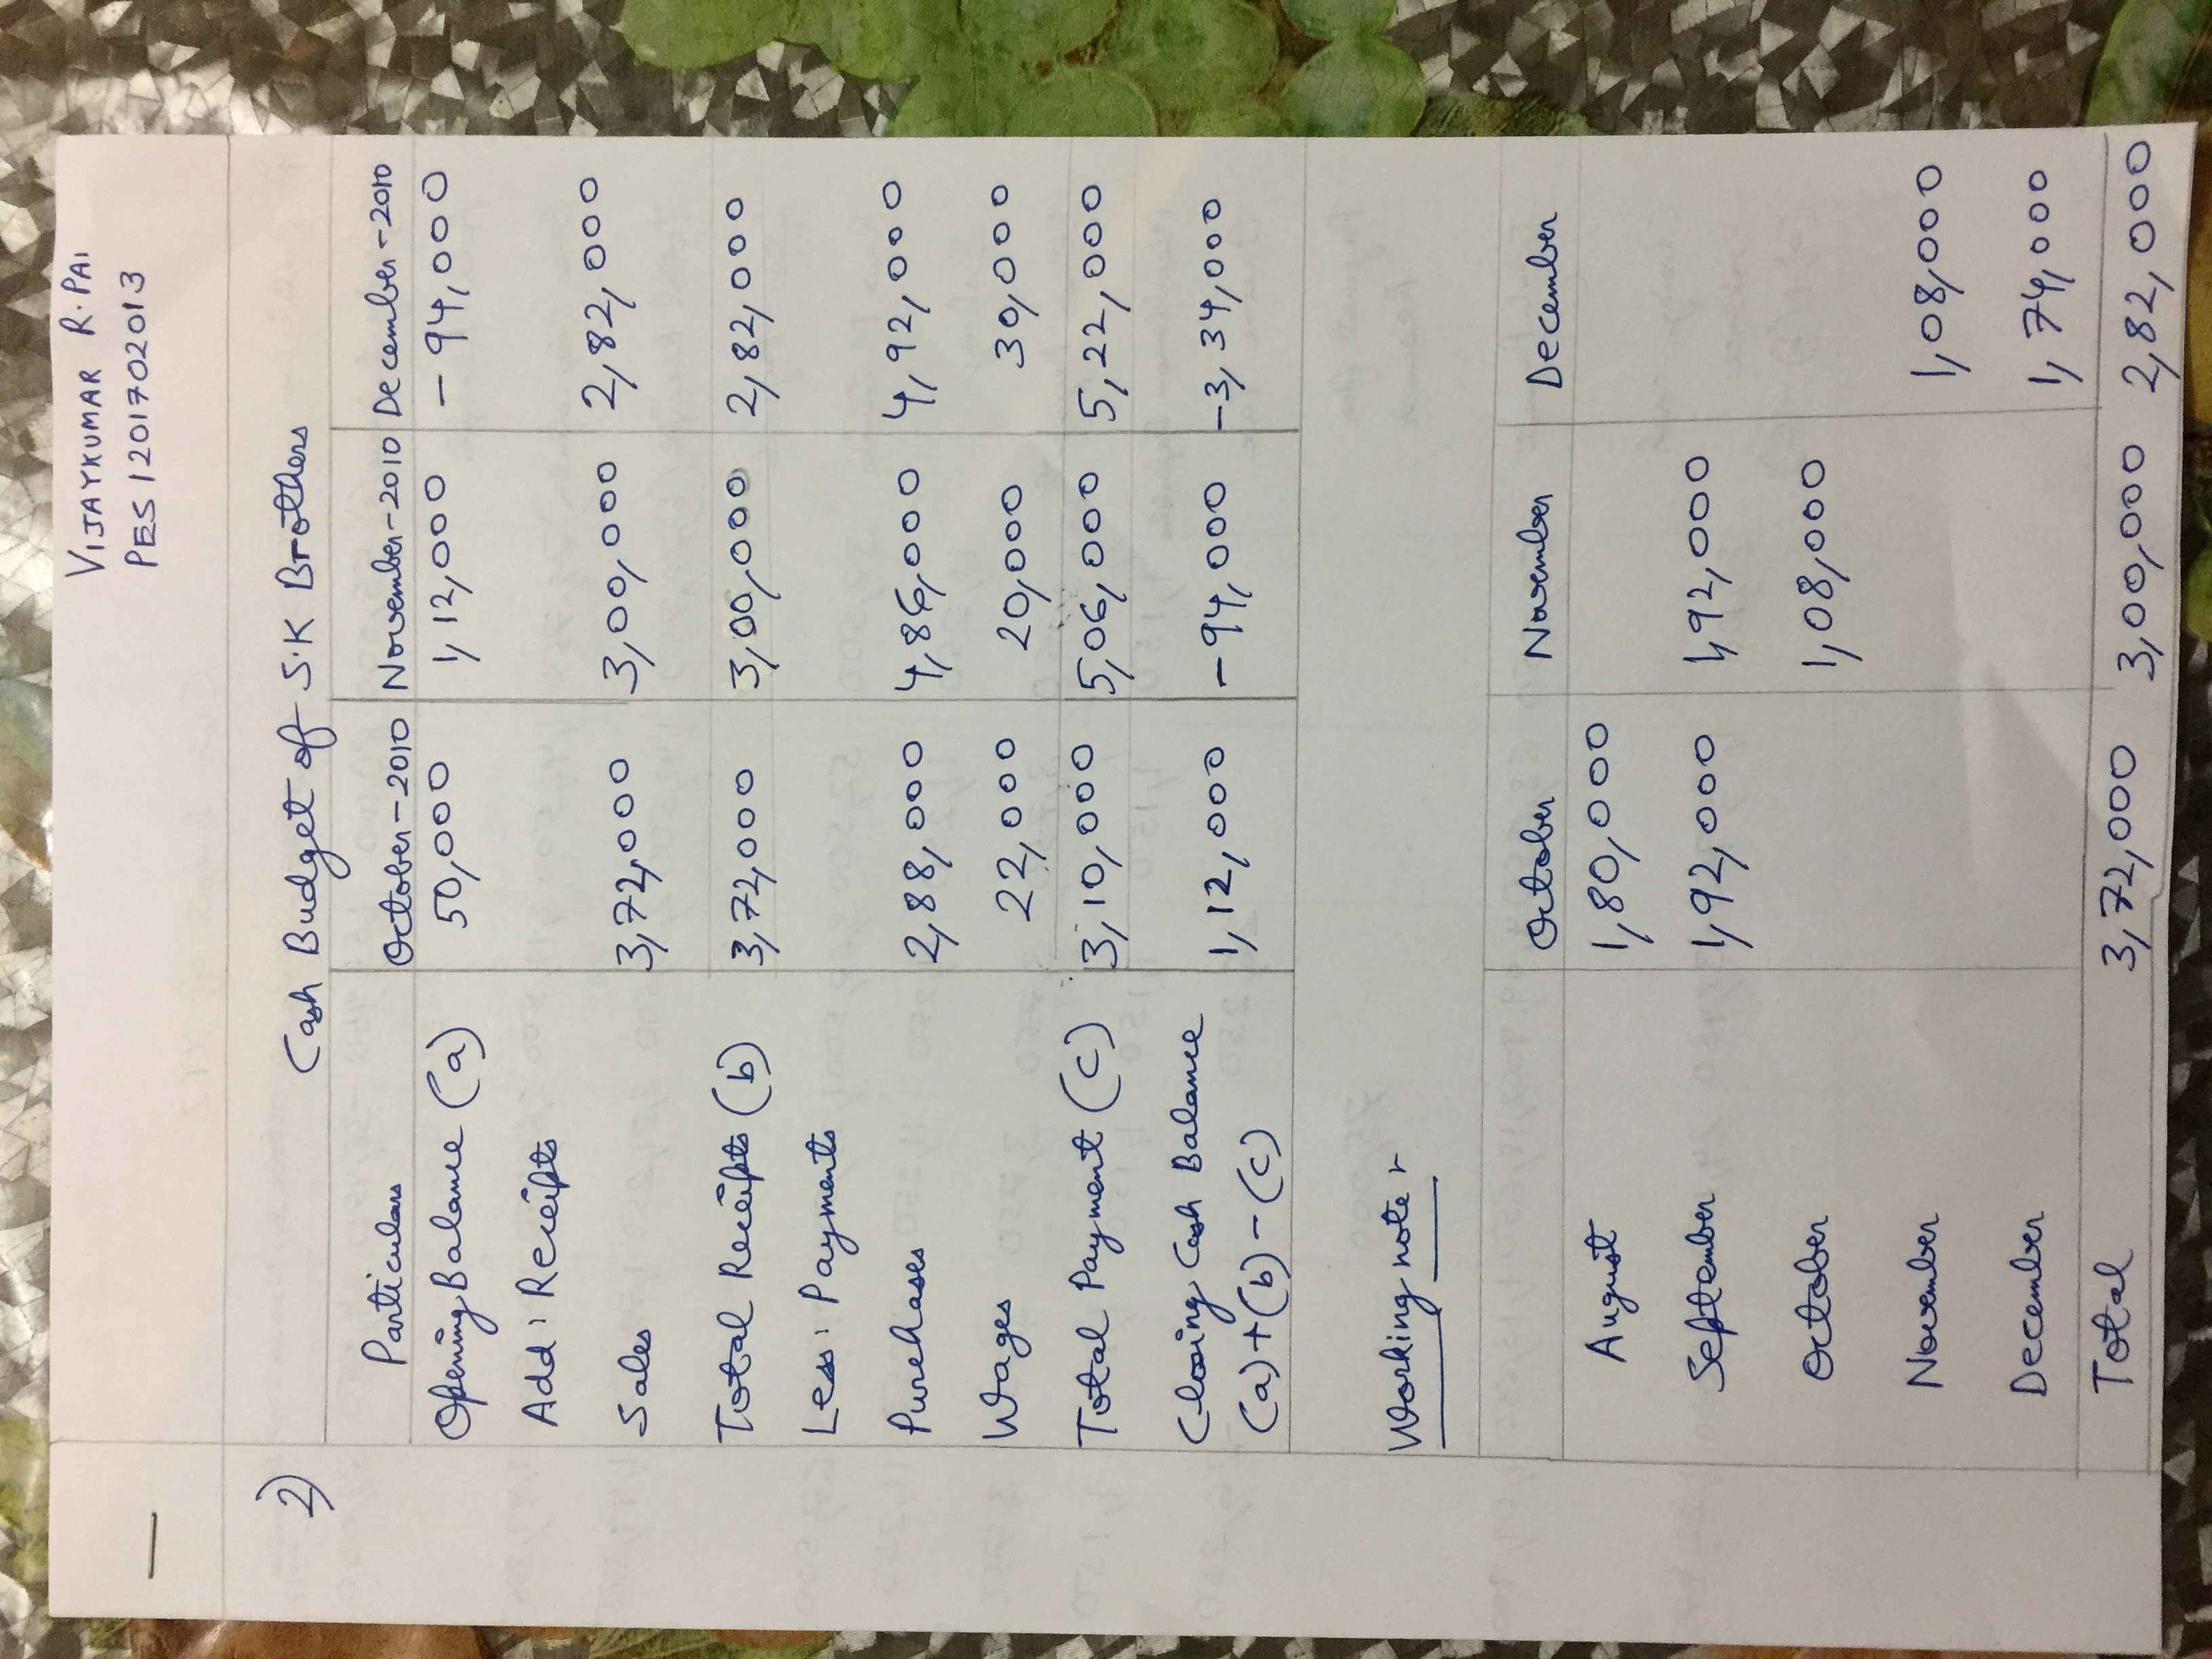 VIJAYKUMAR R. PAI
PES1201702013
2) Cash Budget of S.K Brothers
Particulars October-2010 November-2010 December-2010
Opening Balance (a) 50,000 1,12,000 -94,000
Add: Receipts
Sales 3,72,000 3,00,000 2,82,000
Total Receipts (b) 3,72,000 3,00,000 2,82,000
Less: Payments
Purchases 2,88,000 4,86,000 4,92,000
Wages 22,000 20,000 30,000
Total Payment (c) 3,10,000 5,06,000 5,22,000
Closing Cash Balance
(a)+(b)-(c) 1,12,000 -94,000 -3,34,000
Working note :-
October November December
August 1,80,000
September 1,92,000 1,92,000
October 1,08,000
November 1,08,000
December 1,74,000
Total 3,72,000 3,00,000 2,82,000